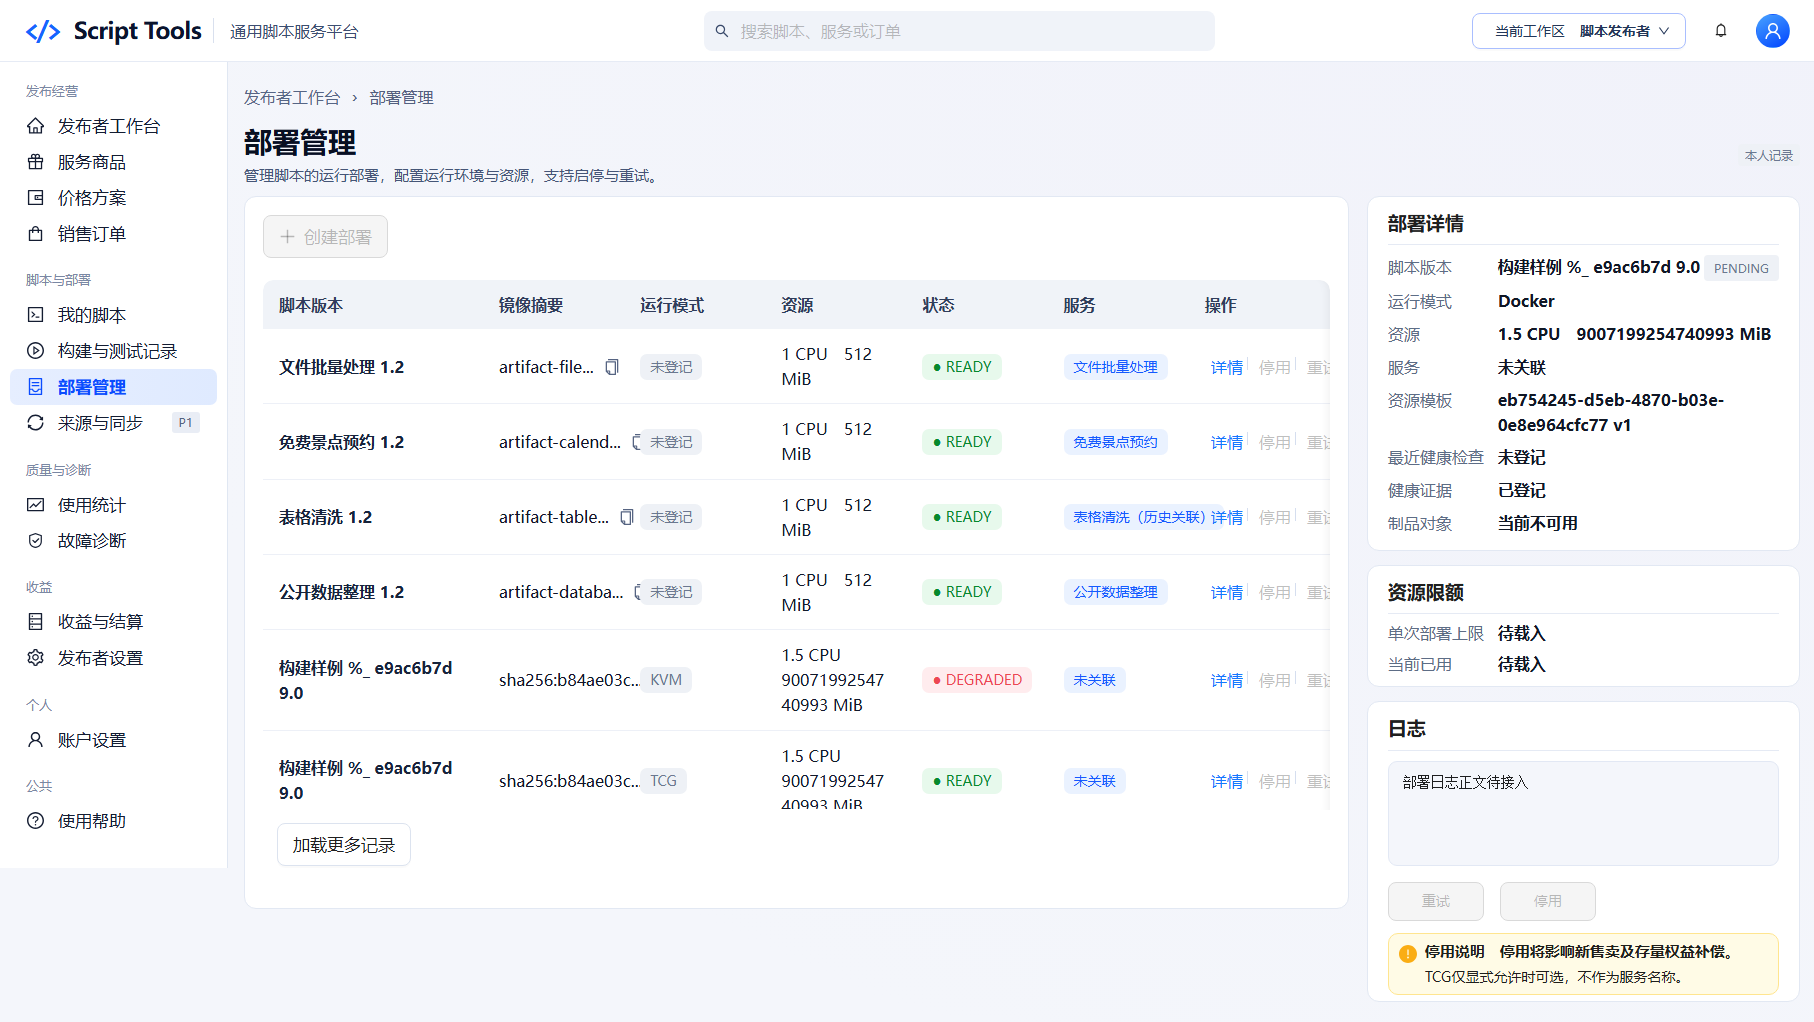 Script Tools
通用脚本服务平台
搜索脚本、服务或订单
当前工作区 脚本发布者
发布经营
发布者工作台
服务商品
价格方案
销售订单
脚本与部署
我的脚本
构建与测试记录
部署管理
来源与同步 P1
质量与诊断
使用统计
故障诊断
收益
收益与结算
发布者设置
个人
账户设置
公共
使用帮助
发布者工作台 › 部署管理
部署管理
管理脚本的运行部署，配置运行环境与资源，支持启停与重试。
本人记录
创建部署
脚本版本 镜像摘要 运行模式 资源 状态 服务 操作
文件批量处理 1.2 artifact-file... 未登记 1 CPU 512 MiB READY 文件批量处理 详情 停用 重试
免费景点预约 1.2 artifact-calend... 未登记 1 CPU 512 MiB READY 免费景点预约 详情 停用 重试
表格清洗 1.2 artifact-table... 未登记 1 CPU 512 MiB READY 表格清洗（历史关联） 详情 停用 重试
公开数据整理 1.2 artifact-databa... 未登记 1 CPU 512 MiB READY 公开数据整理 详情 停用 重试
构建样例 %_ e9ac6b7d 9.0 sha256:b84ae03c... KVM 1.5 CPU 9007199254740993 MiB DEGRADED 未关联 详情 停用 重试
构建样例 %_ e9ac6b7d 9.0 sha256:b84ae03c... TCG 1.5 CPU 9007199254740993 MiB READY 未关联 详情 停用 重试
加载更多记录
部署详情
脚本版本 构建样例 %_ e9ac6b7d 9.0 PENDING
运行模式 Docker
资源 1.5 CPU 9007199254740993 MiB
服务 未关联
资源模板 eb754245-d5eb-4870-b03e-
0e8e964cfc77 v1
最近健康检查 未登记
健康证据 已登记
制品对象 当前不可用
资源限额
单次部署上限 待载入
当前已用 待载入
日志
部署日志正文待接入
重试 停用
停用说明 停用将影响新售卖及存量权益补偿。
TCG仅显式允许时可选，不作为服务名称。